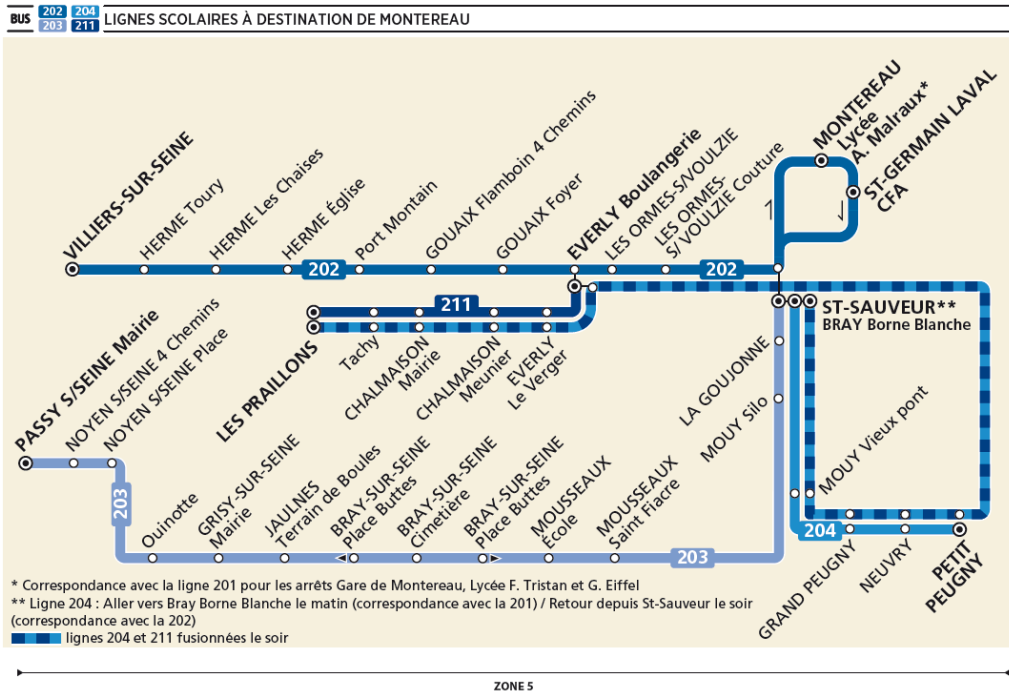 BUS 202 204 203 211 LIGNES SCOLAIRES À DESTINATION DE MONTEREAU
VILLIERS-SUR-SEINE
HERME Toury
HERME Les Chaises
HERME Église
Port Montain
GOUAIX Flamboin 4 Chemins
GOUAIX Foyer
EVERLY Boulangerie
LES ORMES-S/VOULZIE
LES ORMES-
S/ VOULZIE Couture
MONTEREAU
Lycée
A. Malraux*
ST-GERMAIN LAVAL
CFA
202
202
211
LES PRAILLONS
Tachy
CHALMAISON
Mairie
CHALMAISON
Meunier
EVERLY
Le Verger
ST-SAUVEUR**
BRAY Borne Blanche
PASSY S/SEINE Mairie
NOYEN S/SEINE 4 Chemins
NOYEN S/SEINE Place
203
Ouinotte
GRISY-SUR-SEINE
Mairie
JAULNES
Terrain de Boules
BRAY-SUR-SEINE
Place Buttes
BRAY-SUR-SEINE
Cimetière
BRAY-SUR-SEINE
Place Buttes
MOUSSEAUX
École
MOUSSEAUX
Saint Fiacre
203
MOUY Silo
LA GOUJONNE
MOUY Vieux pont
204
GRAND PEUGNY
NEUVRY
PETIT
PEUGNY
* Correspondance avec la ligne 201 pour les arrêts Gare de Montereau, Lycée F. Tristan et G. Eiffel
** Ligne 204 : Aller vers Bray Borne Blanche le matin (correspondance avec la 201) / Retour depuis St-Sauveur le soir
(correspondance avec la 202)
lignes 204 et 211 fusionnées le soir
ZONE 5